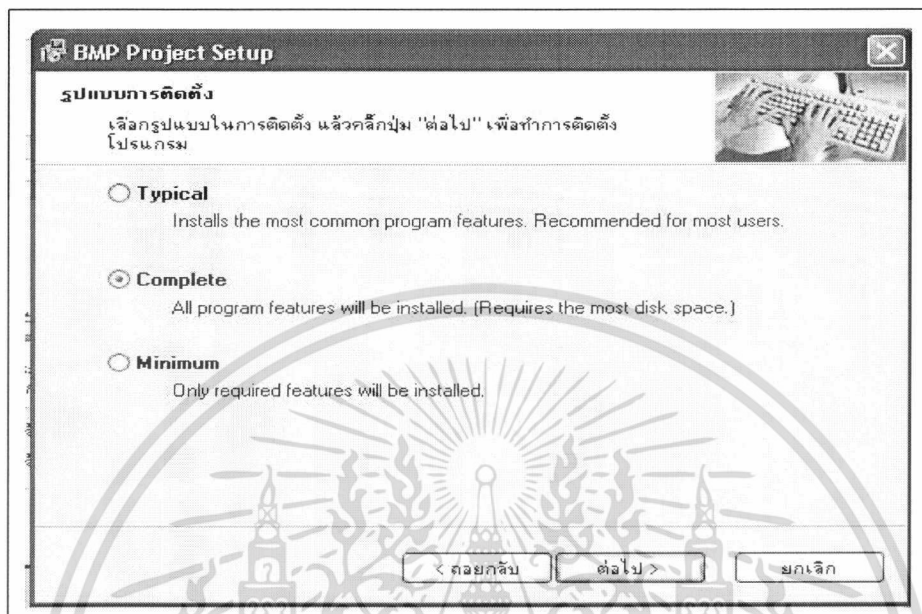 BMP Project Setup
รูปแบบการติดตั้ง
เลือกรูปแบบในการติดตั้ง แล้วคลิ๊กปุ่ม "ต่อไป" เพื่อทำการติดตั้ง
โปรแกรม
Typical
Installs the most common program features. Recommended for most users.
Complete
All program features will be installed. (Requires the most disk space.)
Minimum
Only required features will be installed.
< ถอยกลับ
ต่อไป >
ยกเลิก